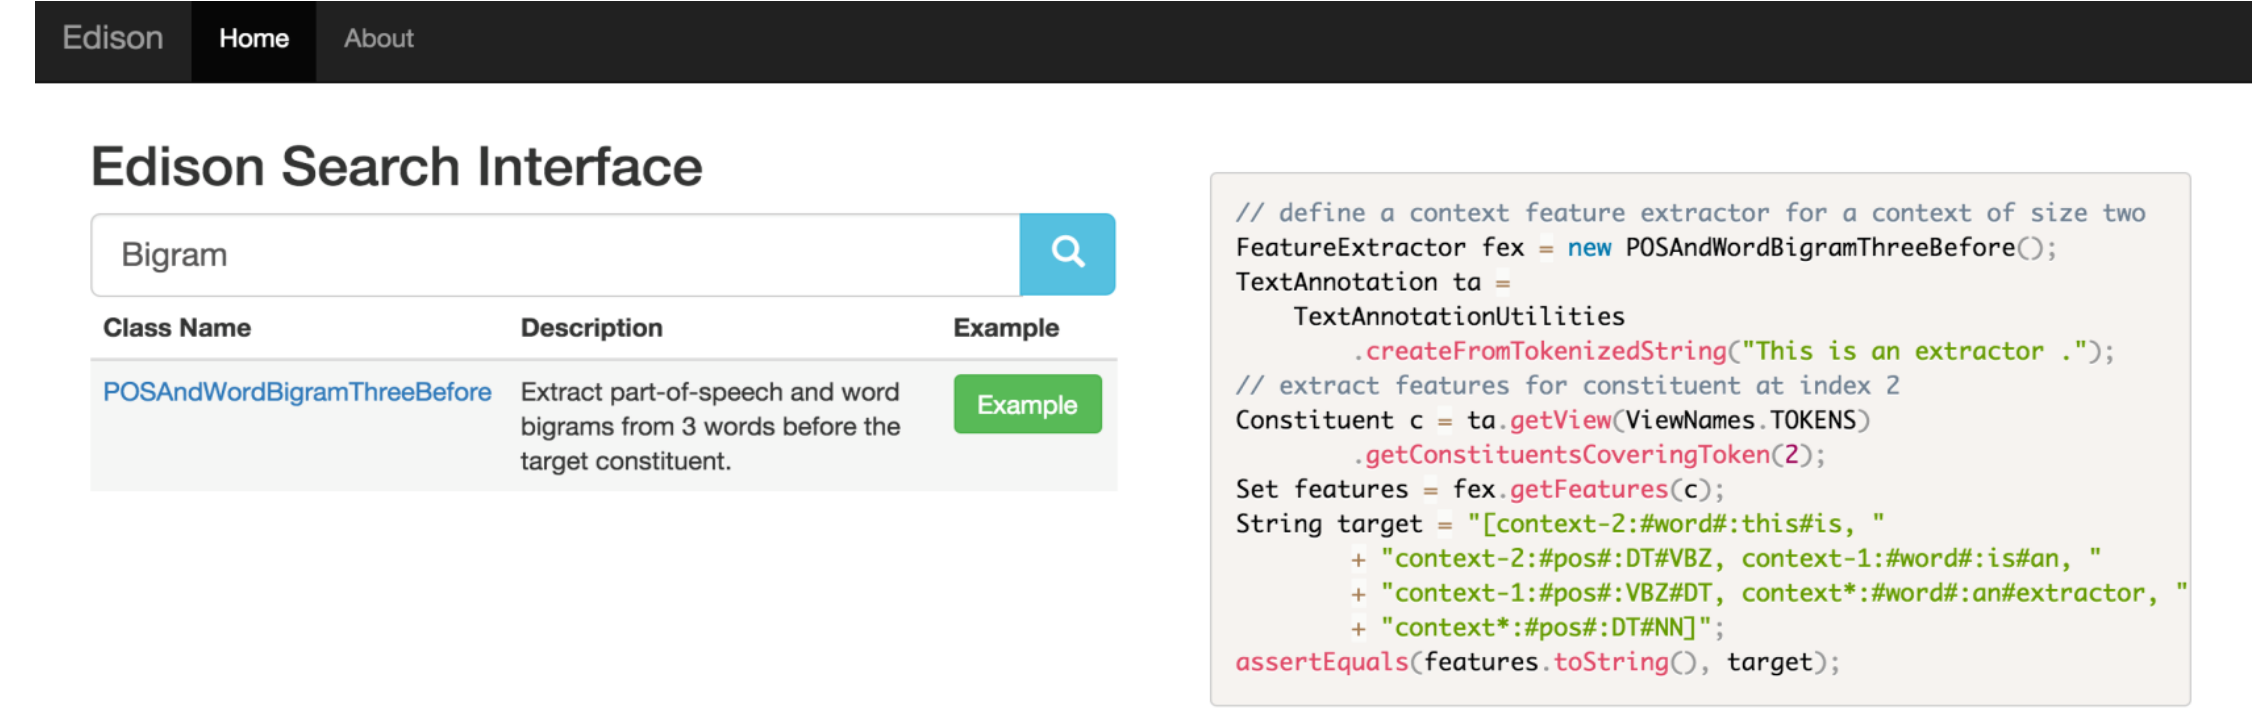 Edison Home About
Edison Search Interface
Bigram
Class Name Description Example
POSAndWordBigramThreeBefore Extract part-of-speech and word Example
bigrams from 3 words before the
target constituent.
// define a context feature extractor for a context of size two
FeatureExtractor fex = new POSAndWordBigramThreeBefore();
TextAnnotation ta =
    TextAnnotationUtilities
        .createFromTokenizedString("This is an extractor .");
// extract features for constituent at index 2
Constituent c = ta.getView(ViewNames.TOKENS)
        .getConstituentsCoveringToken(2);
Set features = fex.getFeatures(c);
String target = "[context-2:#word#:this#is, "
        + "context-2:#pos#:DT#VBZ, context-1:#word#:is#an, "
        + "context-1:#pos#:VBZ#DT, context*:#word#:an#extractor, "
        + "context*:#pos#:DT#NN]";
assertEquals(features.toString(), target);